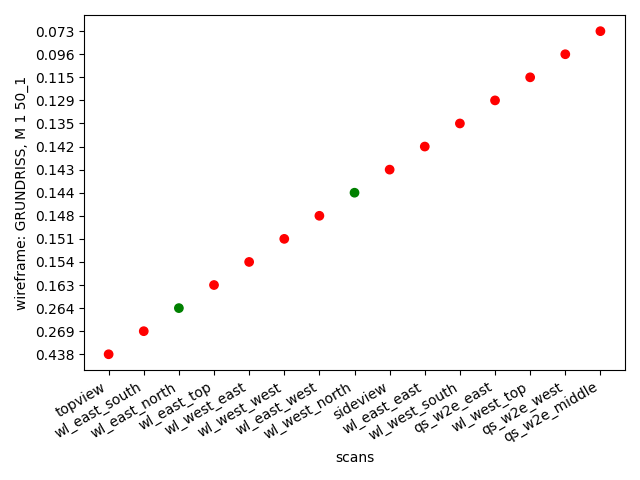 wireframe: GRUNDRISS, M 1 50_1
0.073
0.096
0.115
0.129
0.135
0.142
0.143
0.144
0.148
0.151
0.154
0.163
0.264
0.269
0.438
topview
wl_east_south
wl_east_north
wl_east_top
wl_west_east
wl_west_west
wl_east_west
wl_west_north
sideview
wl_east_east
wl_west_south
qs_w2e_east
wl_west_top
qs_w2e_west
qs_w2e_middle
scans